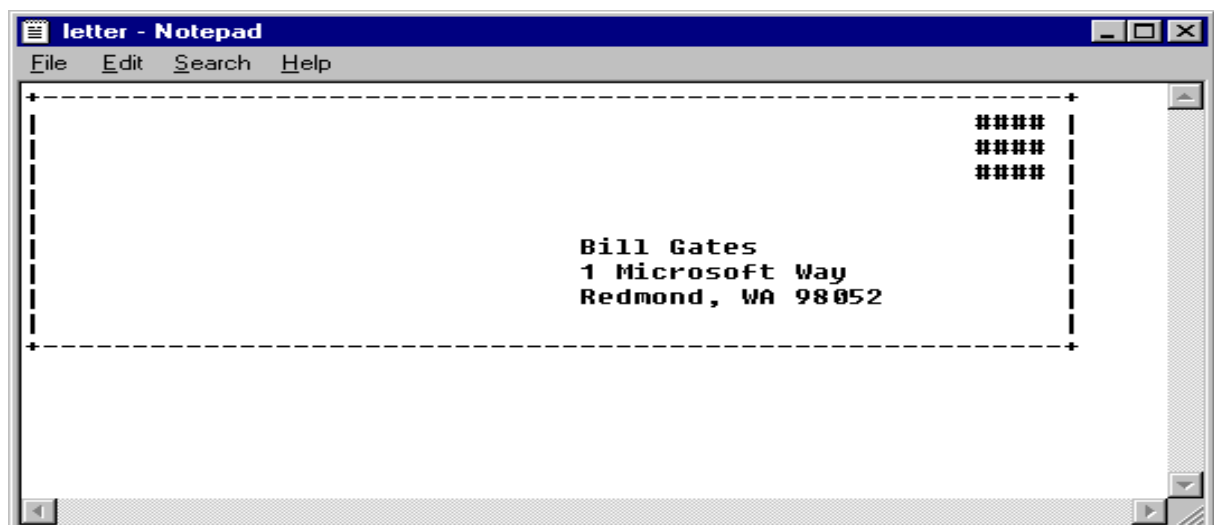 letter - Notepad
File Edit Search Help
+---------------------------------------------------------+
| #### |
| #### |
| #### |
|
|
| Bill Gates |
| 1 Microsoft Way |
| Redmond, WA 98052 |
|
+---------------------------------------------------------+